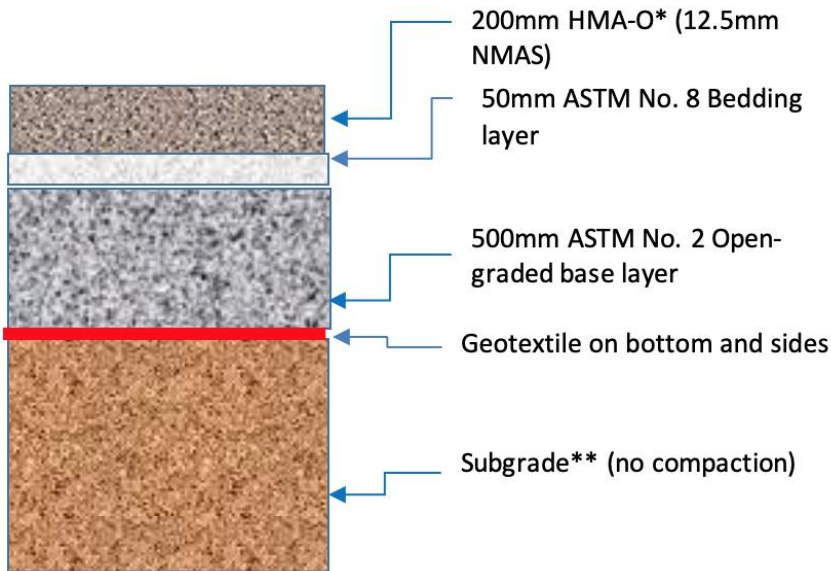 200mm HMA-O* (12.5mm
NMAS)
50mm ASTM No. 8 Bedding
layer
500mm ASTM No. 2 Open-
graded base layer
Geotextile on bottom and sides
Subgrade** (no compaction)